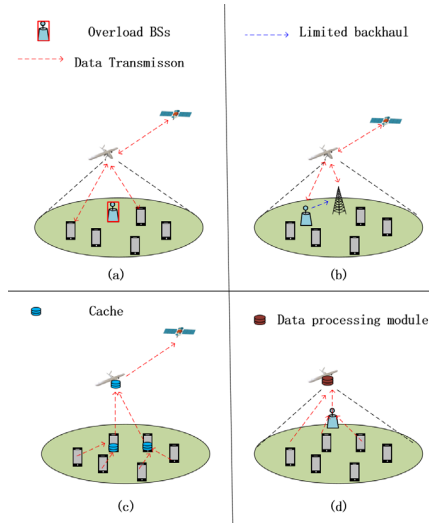 Overload BSs
Limited backhaul
Data Transmisson
(a)
(b)
Cache
Data processing module
(c)
(d)